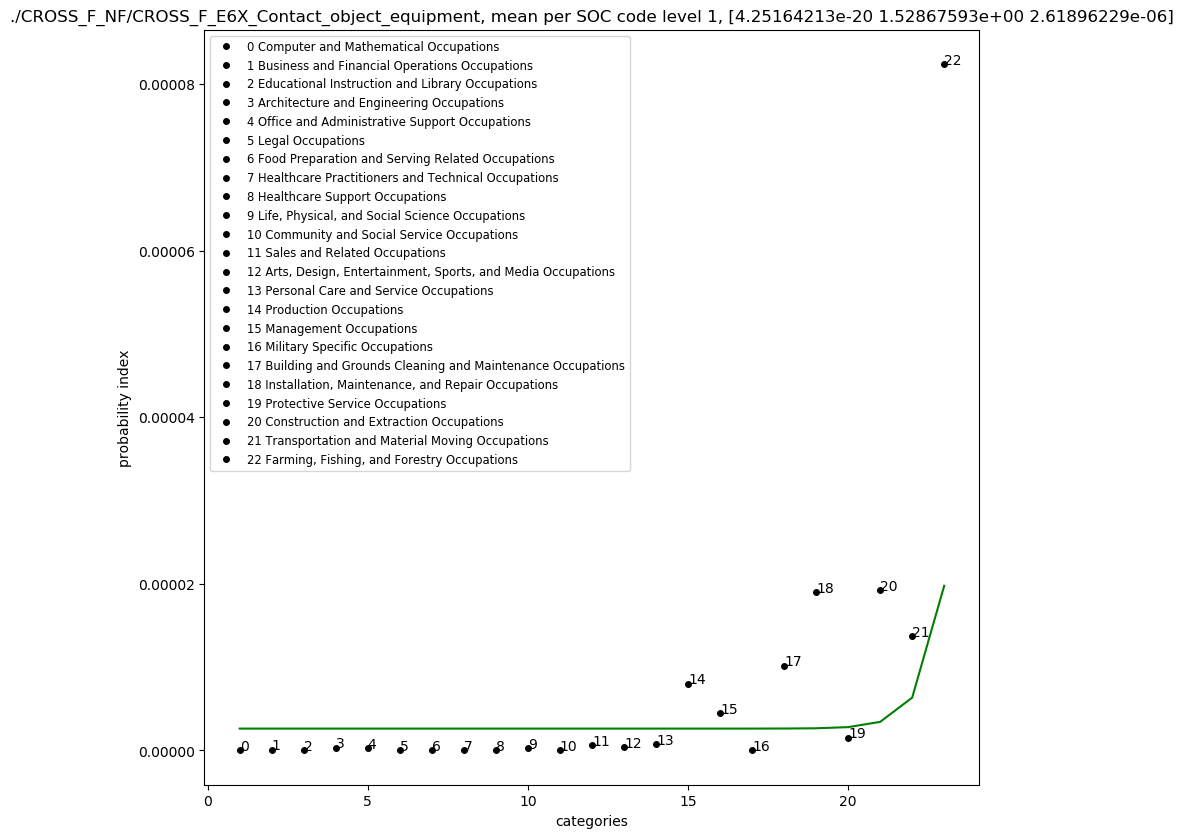 ./CROSS_F_NF/CROSS_F_E6X_Contact_object_equipment, mean per SOC code level 1, [4.25164213e-20 1.52867593e+00 2.61896229e-06]
0 Computer and Mathematical Occupations
1 Business and Financial Operations Occupations
2 Educational Instruction and Library Occupations
3 Architecture and Engineering Occupations
4 Office and Administrative Support Occupations
5 Legal Occupations
6 Food Preparation and Serving Related Occupations
7 Healthcare Practitioners and Technical Occupations
8 Healthcare Support Occupations
9 Life, Physical, and Social Science Occupations
10 Community and Social Service Occupations
11 Sales and Related Occupations
12 Arts, Design, Entertainment, Sports, and Media Occupations
13 Personal Care and Service Occupations
14 Production Occupations
15 Management Occupations
16 Military Specific Occupations
17 Building and Grounds Cleaning and Maintenance Occupations
18 Installation, Maintenance, and Repair Occupations
19 Protective Service Occupations
20 Construction and Extraction Occupations
21 Transportation and Material Moving Occupations
22 Farming, Fishing, and Forestry Occupations
probability index
0.00008
0.00006
0.00004
0.00002
0.00000
22
18
20
17
14
21
15
19
0 1 2 3 4 5 6 7 8 9 10 11 12 13 16
0 5 10 15 20
categories